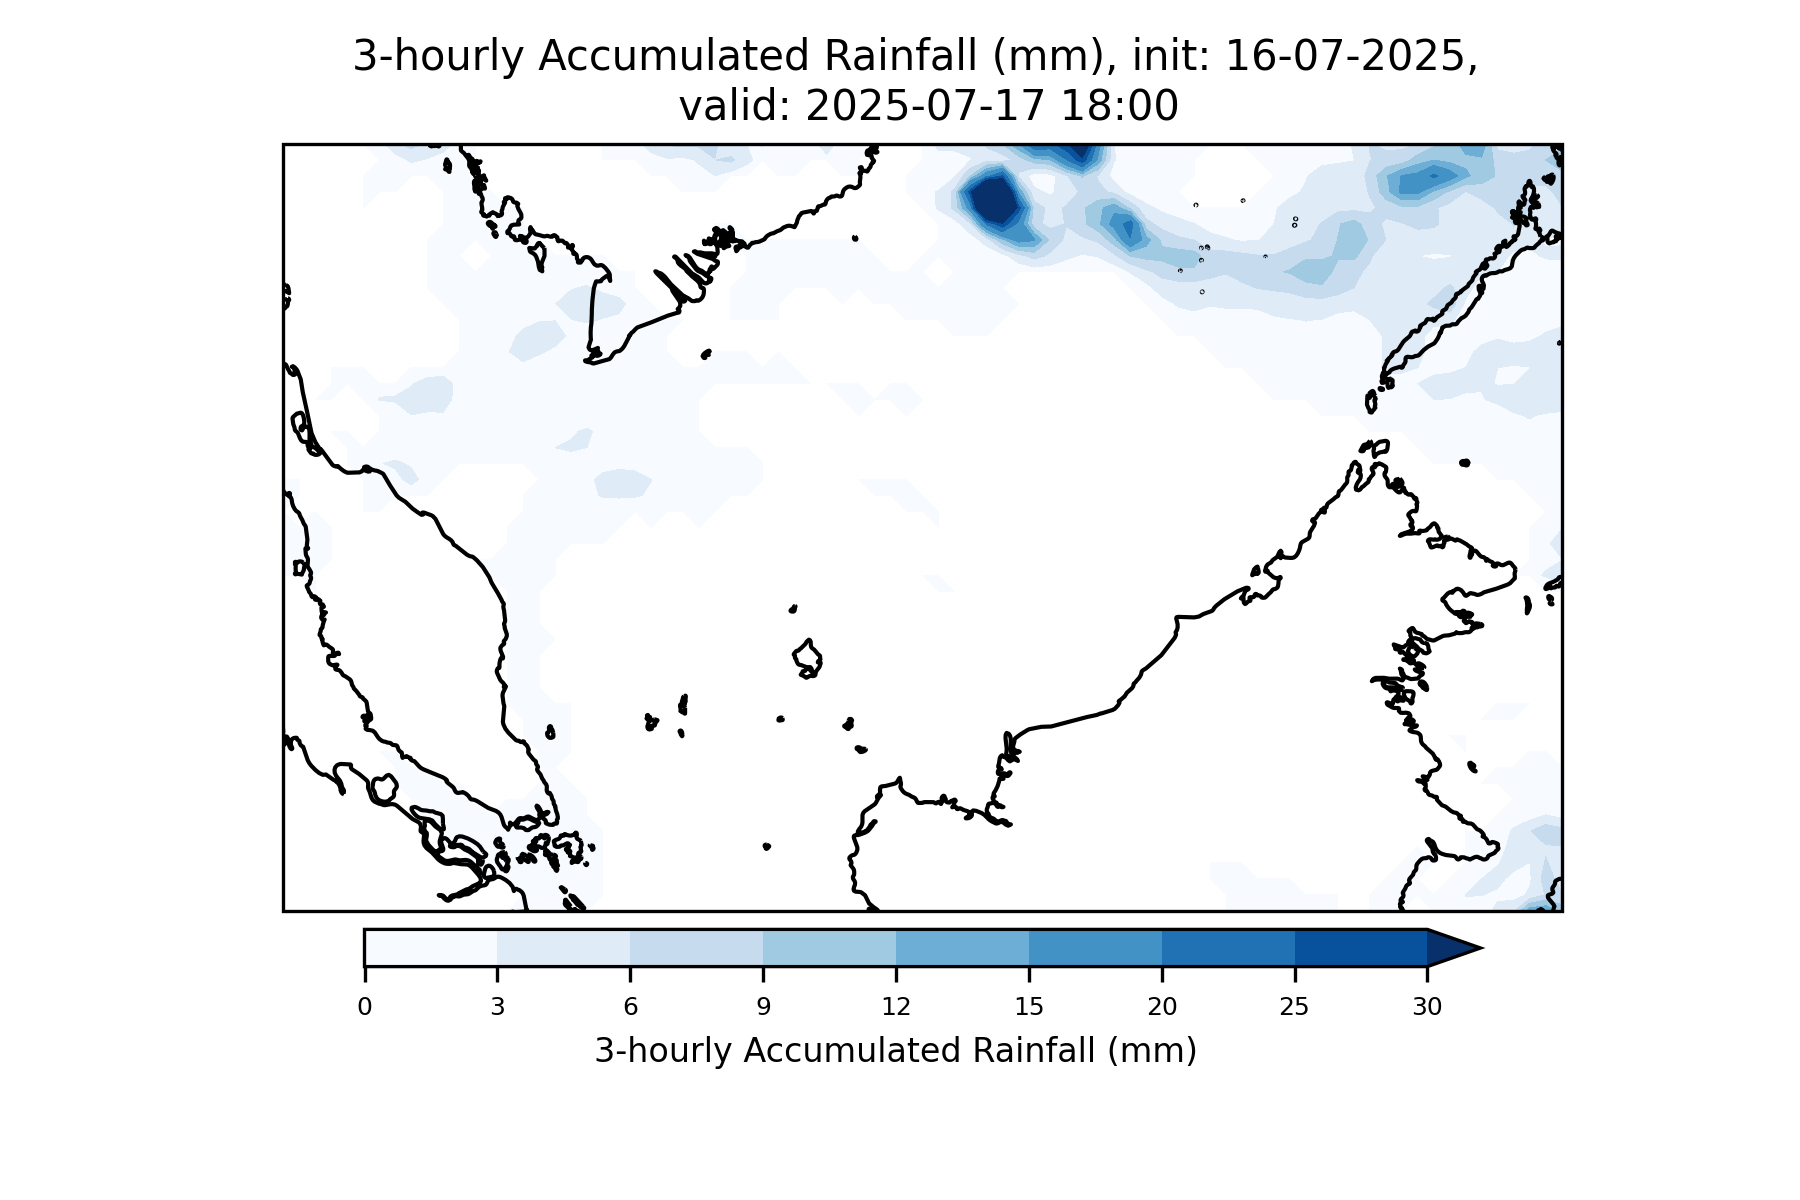 3-hourly Accumulated Rainfall (mm), init: 16-07-2025,
valid: 2025-07-17 18:00
0 3 6 9 12 15 20 25 30
3-hourly Accumulated Rainfall (mm)